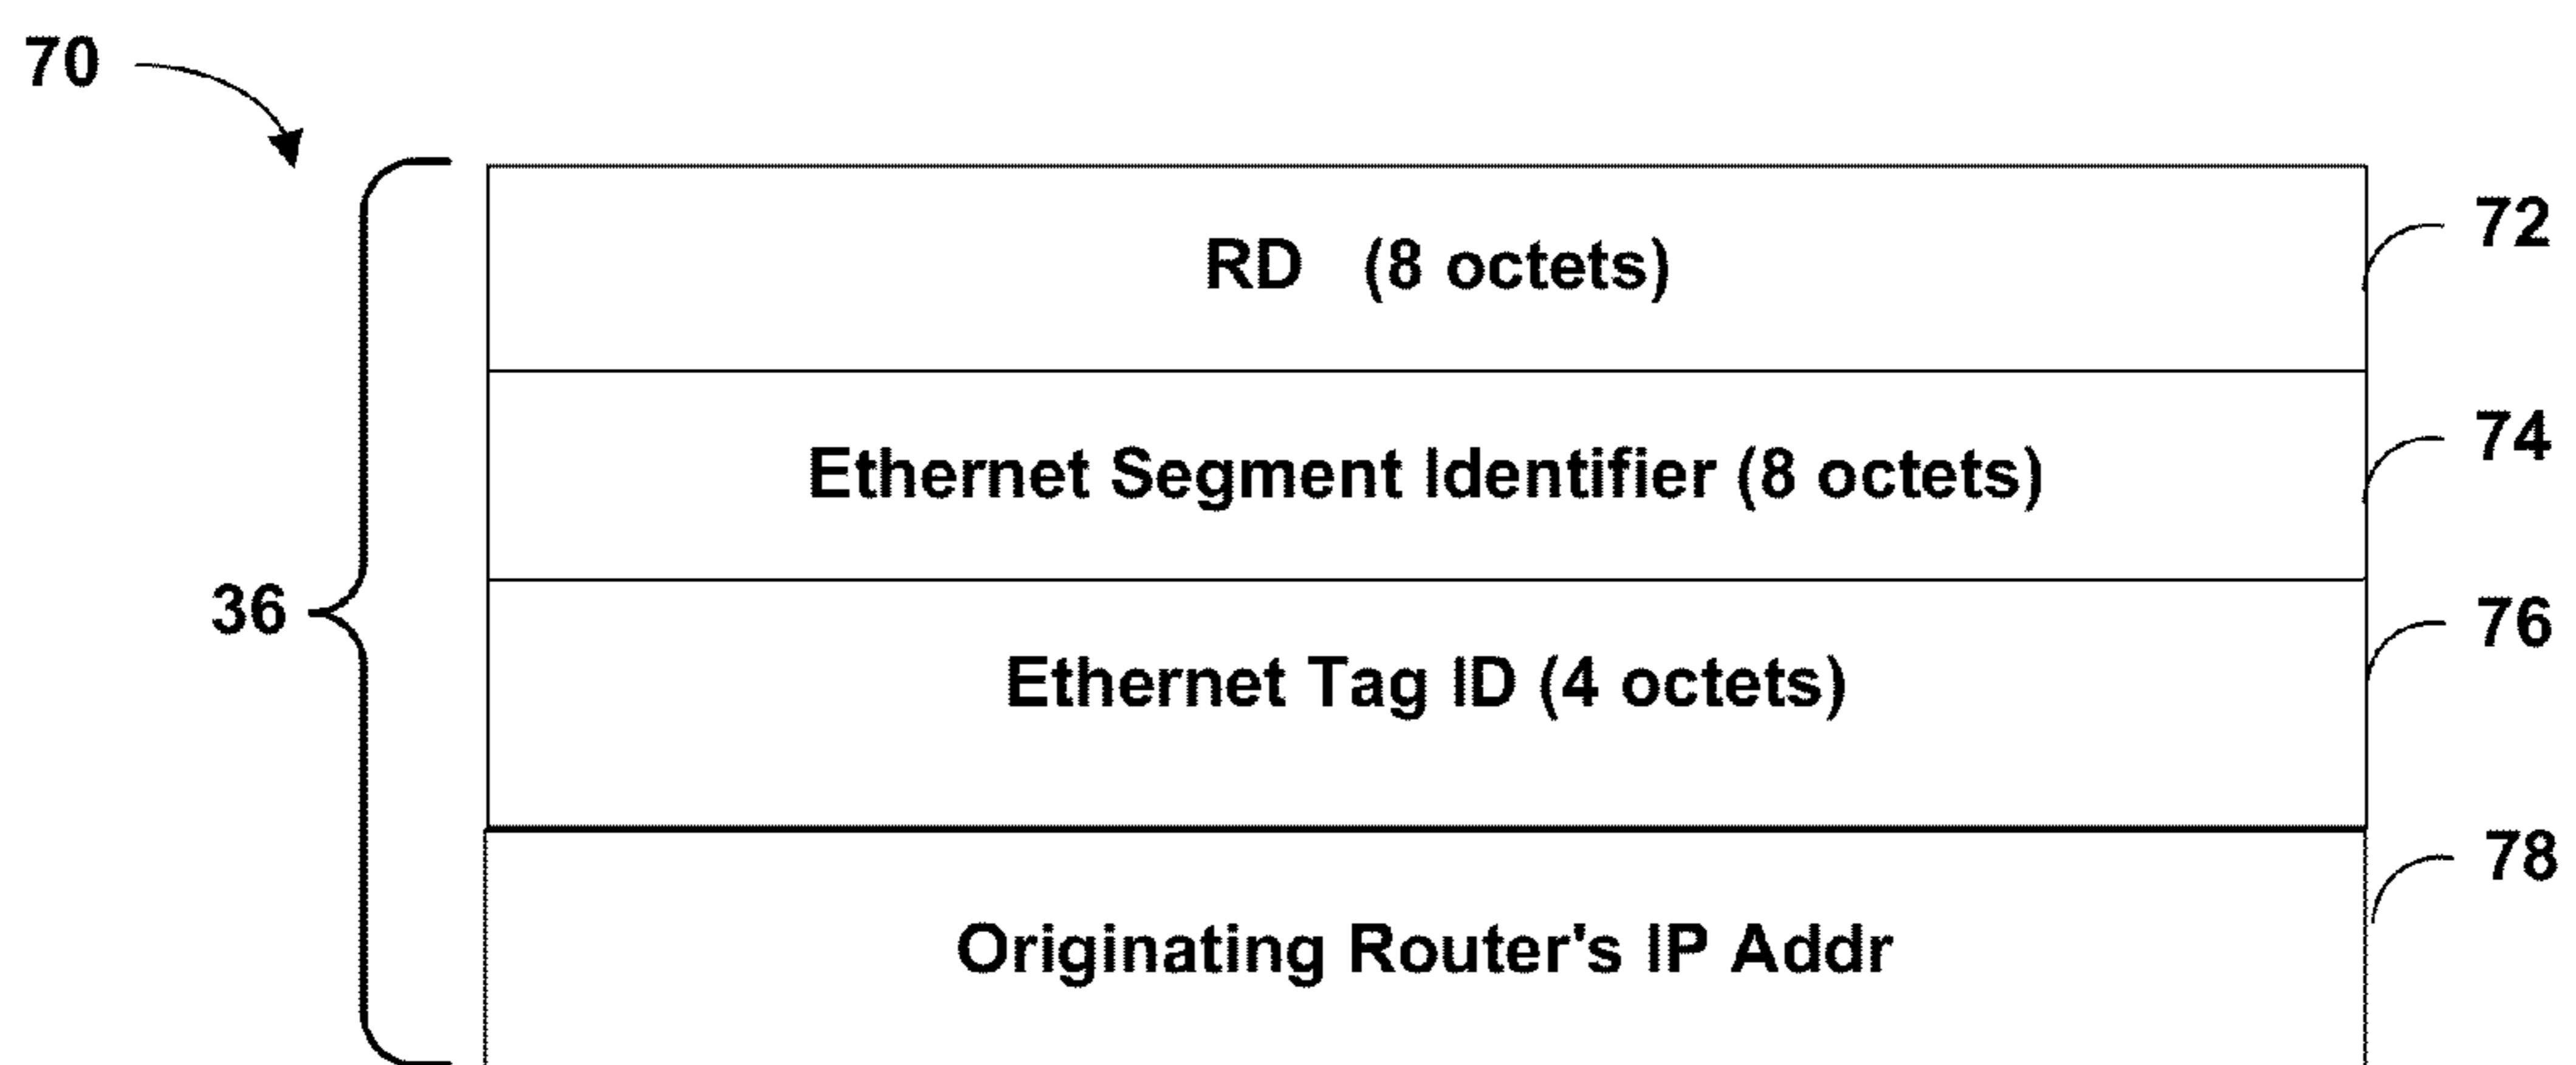 70
RD (8 octets)
72
Ethernet Segment Identifier (8 octets)
74
36
Ethernet Tag ID (4 octets)
76
Originating Router's IP Addr
78